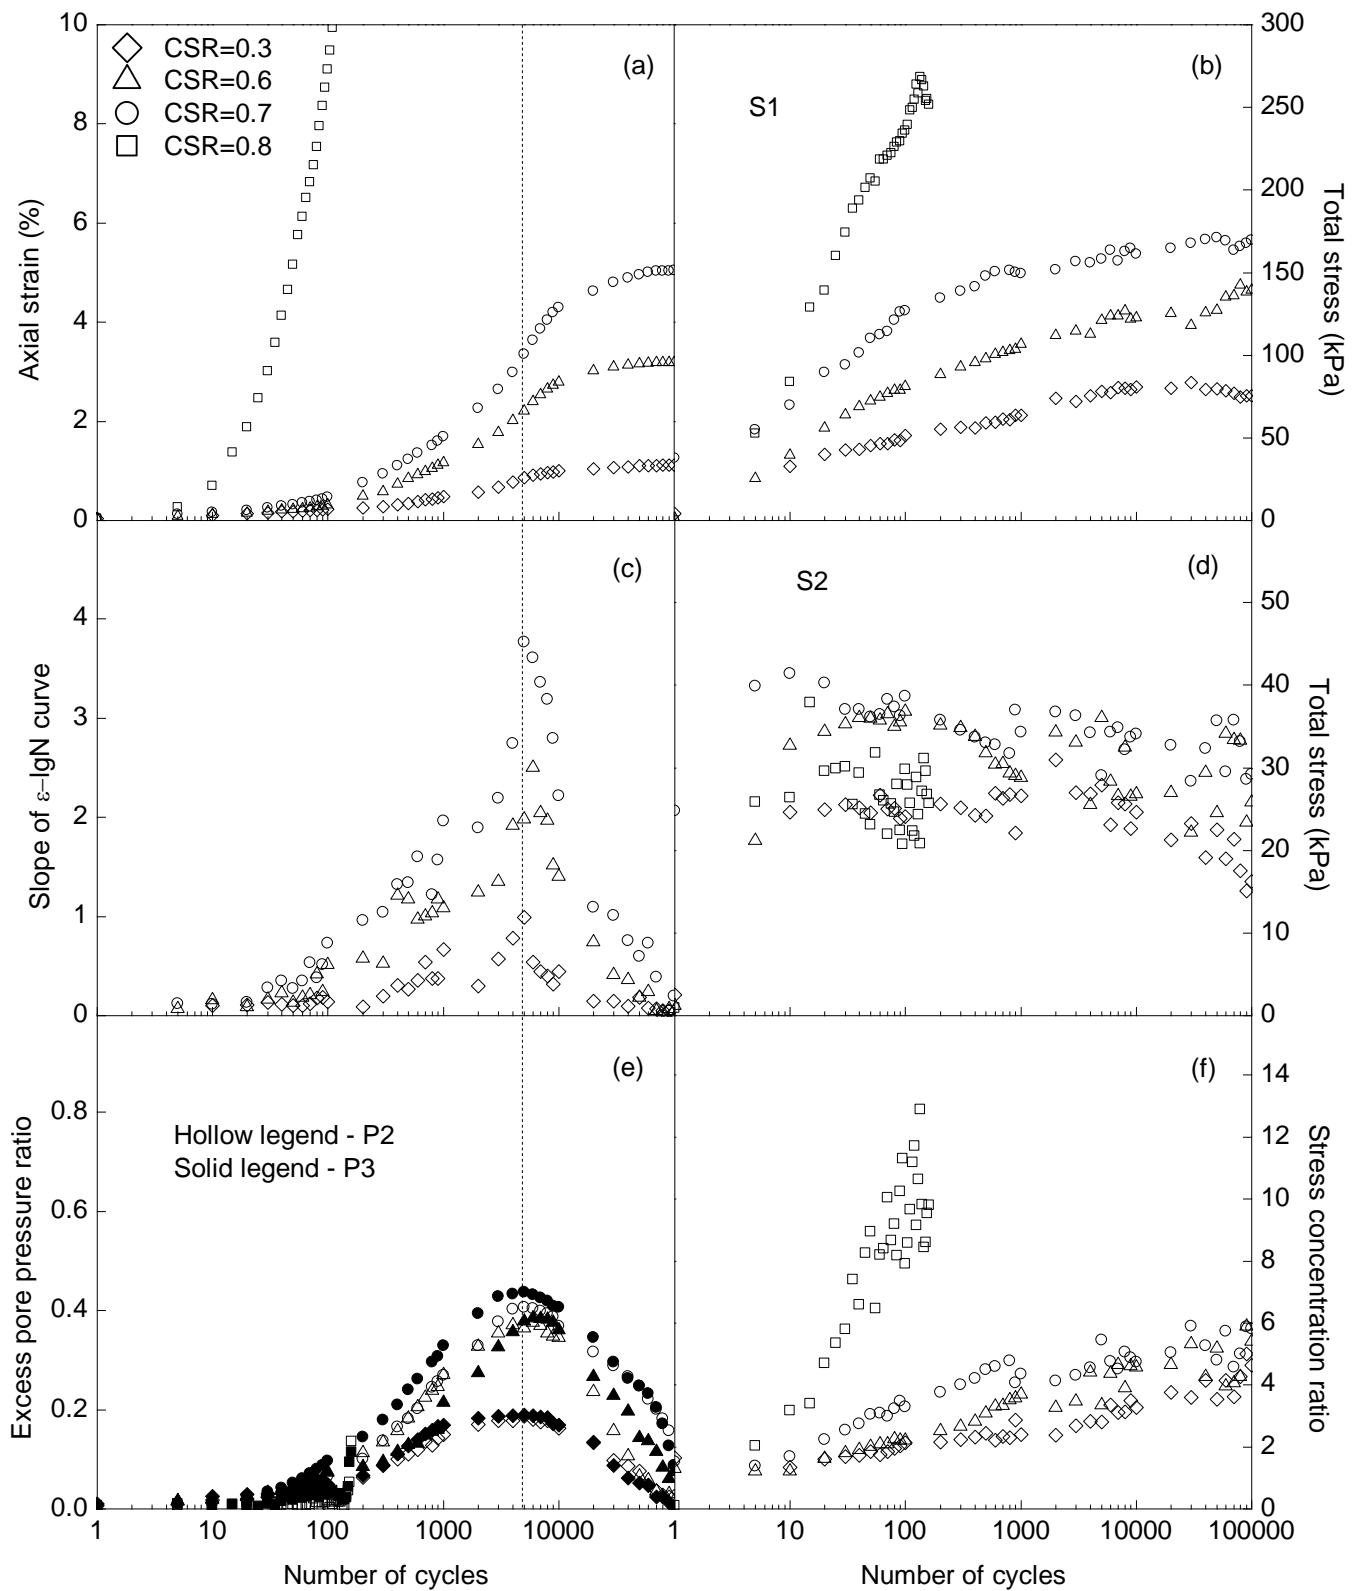 10
8
6
4
2
0
Axial strain (%)
CSR=0.3
CSR=0.6
CSR=0.7
CSR=0.8
(a)
(b)
S1
300
250
200
150
100
50
0
Total stress (kPa)
4
3
2
1
0
Slope of ε–lgN curve
(c)
(d)
S2
50
40
30
20
10
0
Total stress (kPa)
0.8
0.6
0.4
0.2
0.0
Excess pore pressure ratio
(e)
Hollow legend - P2
Solid legend - P3
(f)
14
12
10
8
6
4
2
0
Stress concentration ratio
1 10 100 1000 10000 1
10 100 1000 10000 100000
Number of cycles
Number of cycles